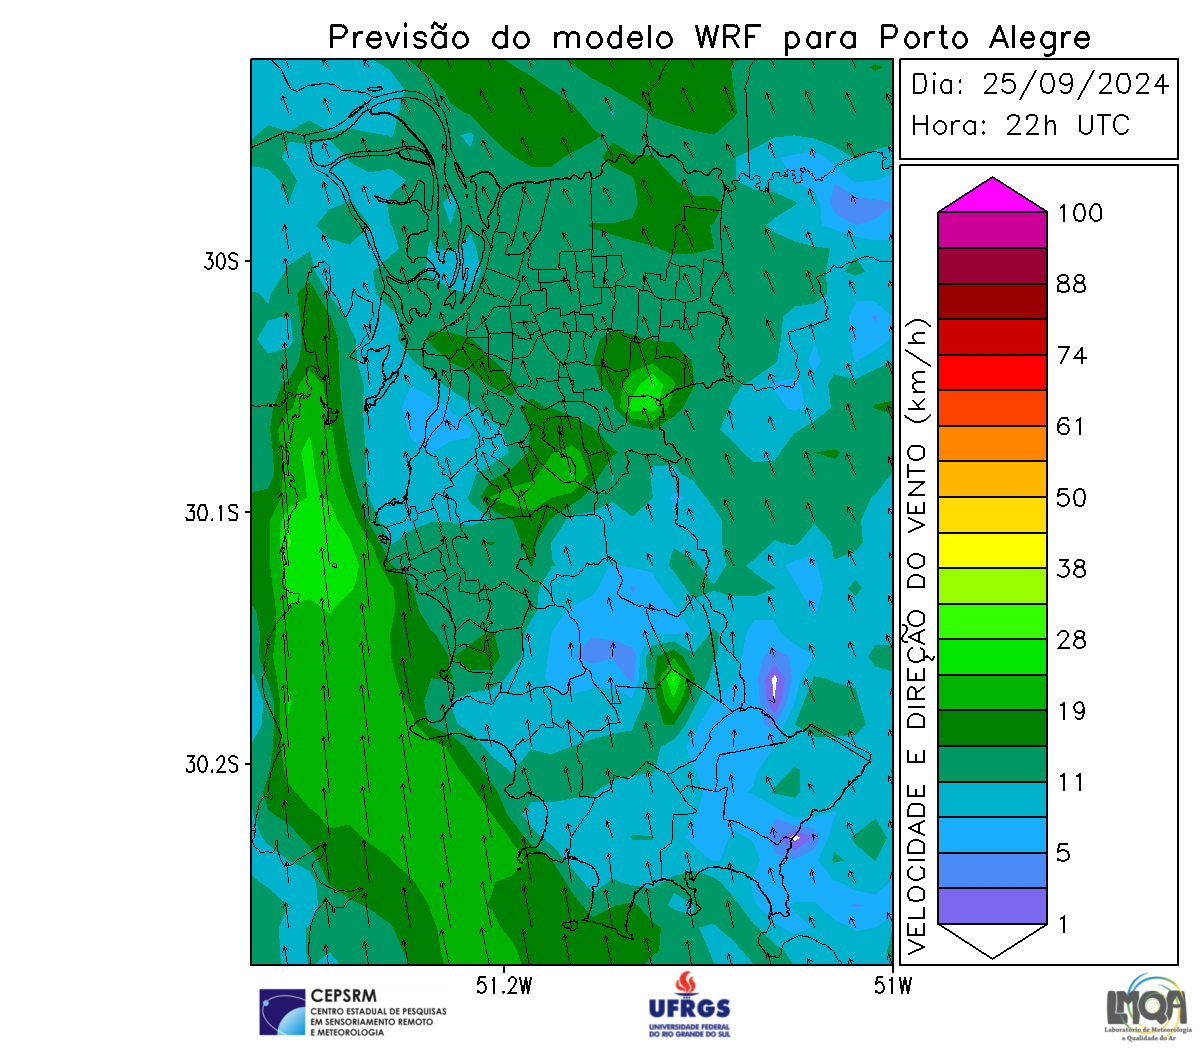 Previsão do modelo WRF para Porto Alegre
Dia: 25/09/2024
Hora: 22h UTC
30S
30.1S
30.2S
51.2W
51W
VELOCIDADE E DIREÇÃO DO VENTO (km/h)
100
88
74
61
50
38
28
19
11
5
1
CEPSRM
CENTRO ESTADUAL DE PESQUISAS
EM SENSORIAMENTO REMOTO
E METEOROLOGIA
UFRGS
UNIVERSIDADE FEDERAL
DO RIO GRANDE DO SUL
LMQA
Laboratório de Meteorologia
e Qualidade do Ar